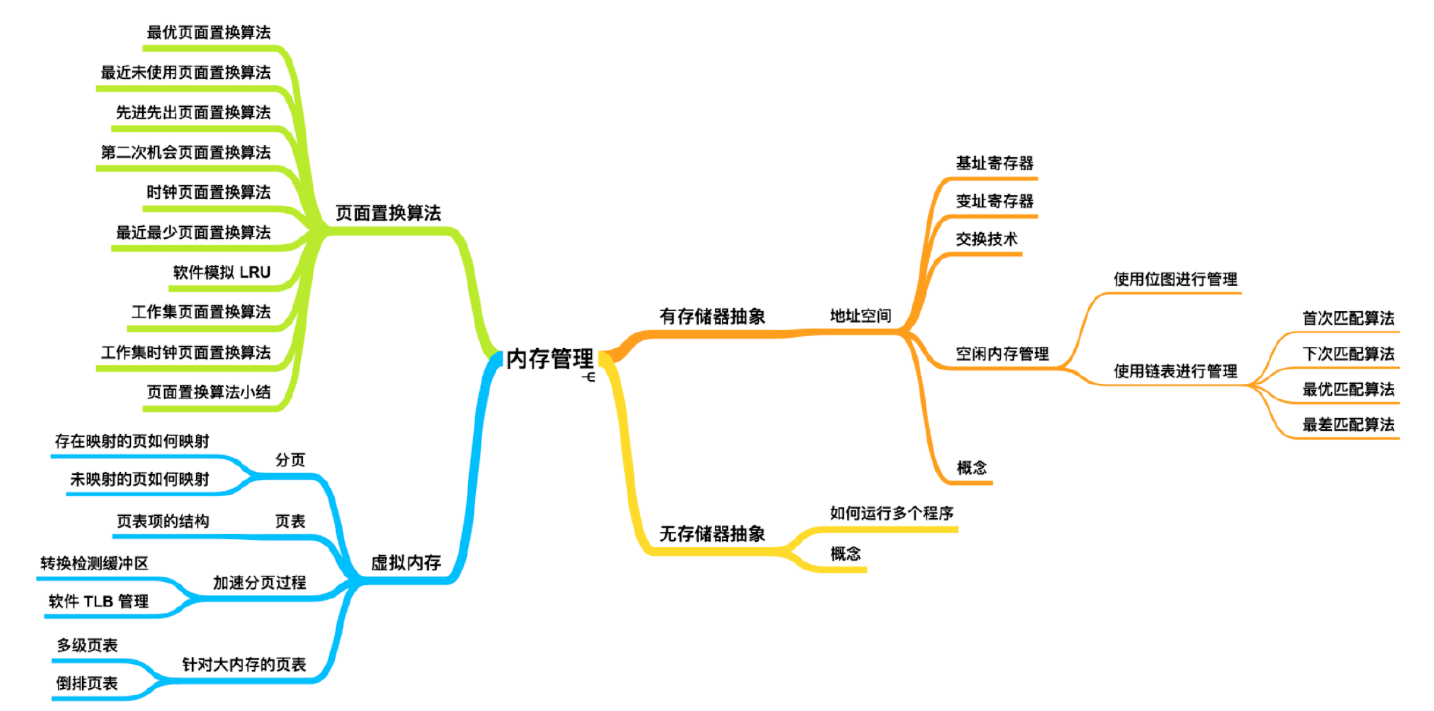 内存管理
页面置换算法
最优页面置换算法
最近未使用页面置换算法
先进先出页面置换算法
第二次机会页面置换算法
时钟页面置换算法
最近最少页面置换算法
软件模拟 LRU
工作集页面置换算法
工作集时钟页面置换算法
页面置换算法小结
虚拟内存
分页
存在映射的页如何映射
未映射的页如何映射
页表
页表项的结构
加速分页过程
转换检测缓冲区
软件 TLB 管理
针对大内存的页表
多级页表
倒排页表
有存储器抽象
地址空间
基址寄存器
变址寄存器
交换技术
空闲内存管理
使用位图进行管理
使用链表进行管理
首次匹配算法
下次匹配算法
最优匹配算法
最差匹配算法
概念
无存储器抽象
如何运行多个程序
概念